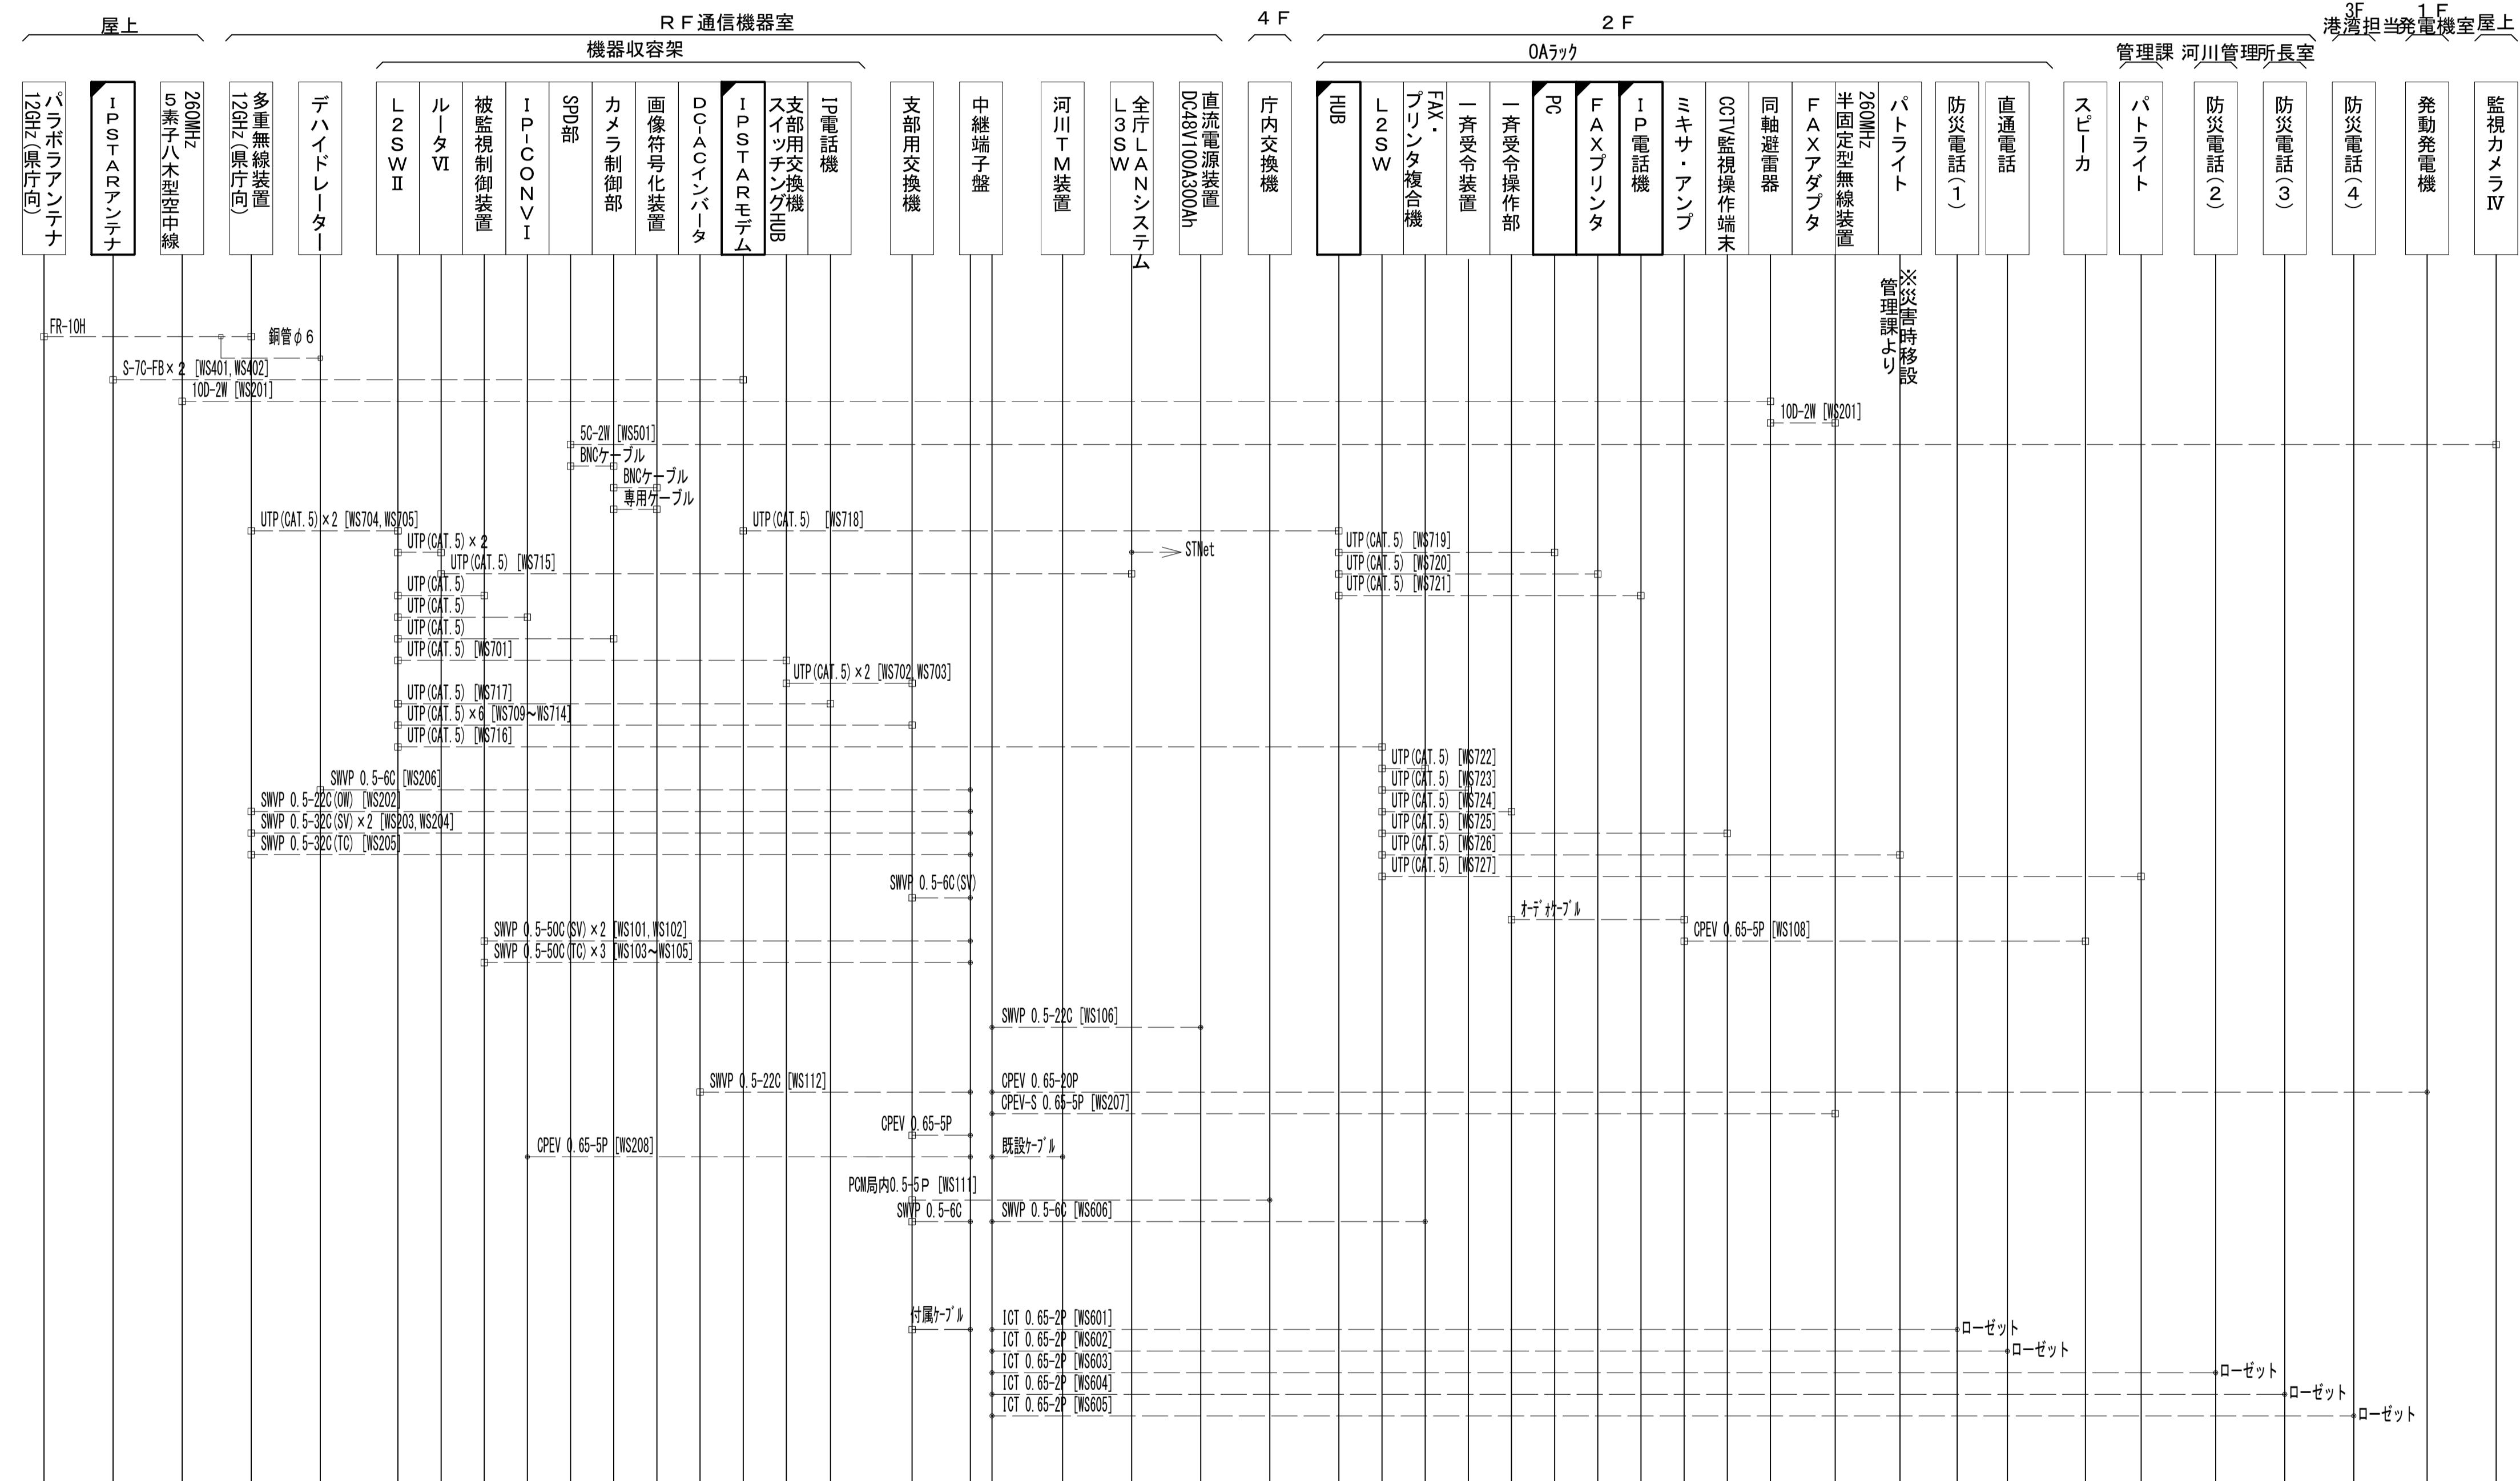 屋上
ＲＦ通信機器室
４Ｆ
２Ｆ
3F
港湾担当
１Ｆ
発電機室
屋上
機器収容架
OAﾗｯｸ
管理課
河川管理
所長室
パラボラアンテナ
12GHz(県庁向)
ＩＰＳＴＡＲアンテナ
260MHz
５素子八木型空中線
多重無線装置
12GHz(県庁向)
デハイドレーター
Ｌ２ＳＷⅡ
ルータⅥ
被監視制御装置
ＩＰ-ＣＯＮＶⅠ
SPD部
カメラ制御部
画像符号化装置
ＤＣ-ＡＣインバータ
ＩＰＳＴＡＲモデム
支部用交換機
スイッチングHUB
IP電話機
支部用交換機
中継端子盤
河川ＴＭ装置
全庁ＬＡＮシステム
Ｌ３ＳＷ
直流電源装置
DC48V100A300Ah
庁内交換機
HUB
Ｌ２ＳＷ
FAX・
プリンタ複合機
一斉受令装置
一斉受令操作部
PC
ＦＡＸプリンタ
ＩＰ電話機
ミキサ・アンプ
CCTV監視操作端末
同軸避雷器
ＦＡＸアダプタ
260MHz
半固定型無線装置
パトライト
防災電話(１)
直通電話
スピーカ
パトライト
防災電話(２)
防災電話(３)
防災電話(４)
発動発電機
監視カメラⅣ
※災害時移設
管理課より
FR-10H
銅管φ６
S-7C-FB×２ [WS401,WS402]
10D-2W [WS201]
10D-2W [WS201]
5C-2W [WS501]
BNCケーブル
BNCケーブル
専用ケーブル
UTP(CAT.5)×2 [WS704,WS705]
UTP(CAT.5) [WS718]
UTP(CAT.5)×２
STNet
UTP(CAT.5) [WS719]
UTP(CAT.5) [WS715]
UTP(CAT.5) [WS720]
UTP(CAT.5)
UTP(CAT.5) [WS721]
UTP(CAT.5)
UTP(CAT.5)
UTP(CAT.5) [WS701]
UTP(CAT.5)×2 [WS702,WS703]
UTP(CAT.5) [WS717]
UTP(CAT.5)×6 [WS709～WS714]
UTP(CAT.5) [WS716]
UTP(CAT.5) [WS722]
SWVP 0.5-6C [WS206]
UTP(CAT.5) [WS723]
SWVP 0.5-22C(OW) [WS202]
UTP(CAT.5) [WS724]
SWVP 0.5-32C(SV)×2 [WS203,WS204]
UTP(CAT.5) [WS725]
SWVP 0.5-32C(TC) [WS205]
UTP(CAT.5) [WS726]
UTP(CAT.5) [WS727]
SWVP 0.5-6C(SV)
ｵｰﾃﾞｨｵｹｰﾌﾞﾙ
SWVP 0.5-50C(SV)×2 [WS101,WS102]
CPEV 0.65-5P [WS108]
SWVP 0.5-50C(TC)×3 [WS103～WS105]
SWVP 0.5-22C [WS106]
SWVP 0.5-22C [WS112]
CPEV 0.65-20P
CPEV-S 0.65-5P [WS207]
CPEV 0.65-5P
CPEV 0.65-5P [WS208]
既設ｹｰﾌﾞﾙ
PCM局内0.5-5Ｐ [WS111]
SWVP 0.5-6C
SWVP 0.5-6C [WS606]
付属ｹｰﾌﾞﾙ
ICT 0.65-2P [WS601]
ローゼット
ICT 0.65-2P [WS602]
ローゼット
ICT 0.65-2P [WS603]
ローゼット
ICT 0.65-2P [WS604]
ローゼット
ICT 0.65-2P [WS605]
ローゼット